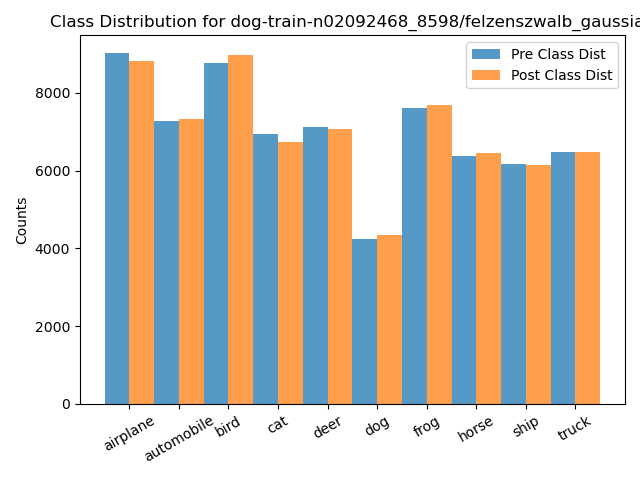 Class Distribution for dog-train-n02092468_8598/felzenszwalb_gaussia
Pre Class Dist
Post Class Dist
Counts
8000
6000
4000
2000
0
airplane
automobile
bird
cat
deer
dog
frog
horse
ship
truck